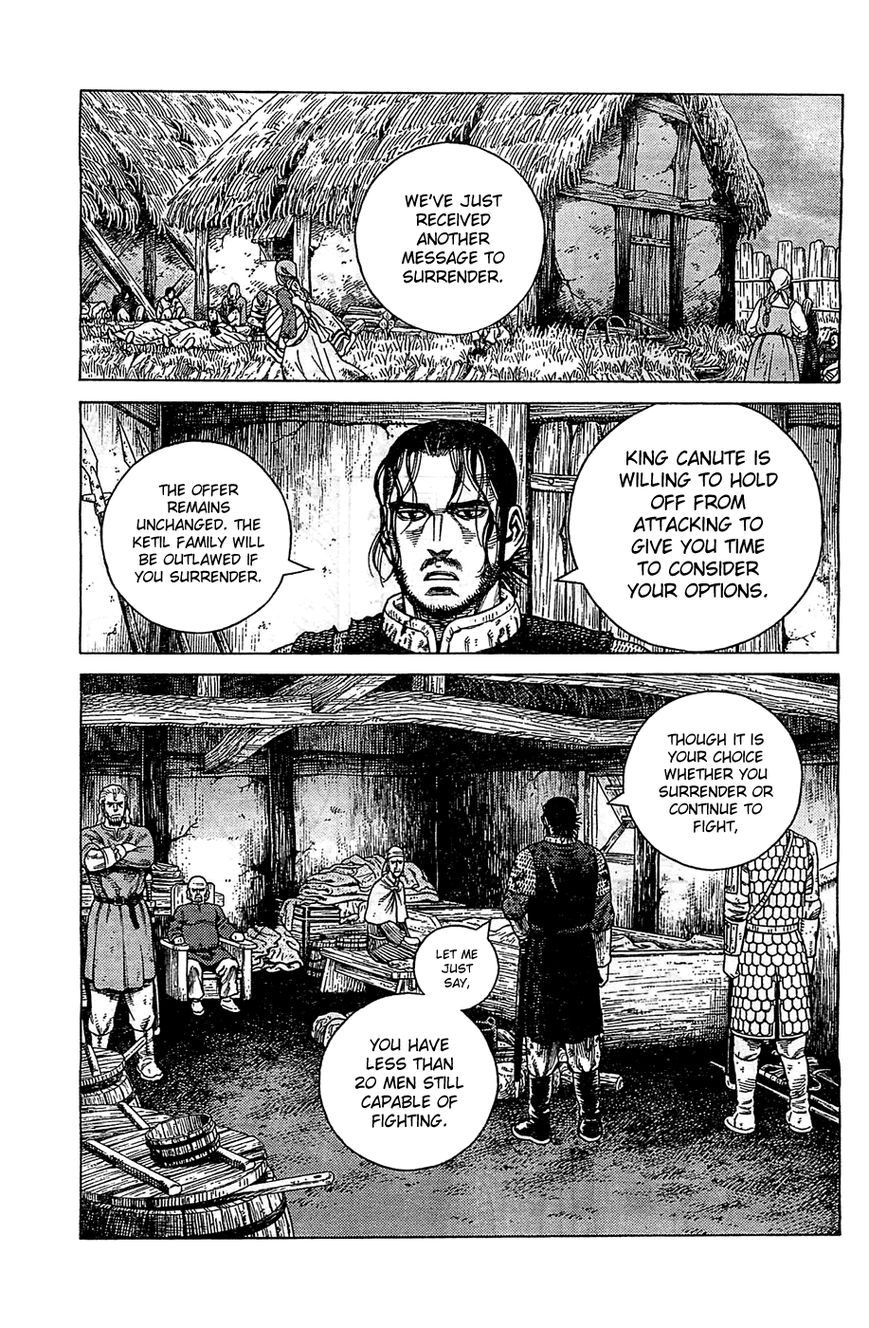 WE'VE JUST
RECEIVED
ANOTHER
MESSAGE TO
SURRENDER.
KING CANUTE IS
WILLING TO HOLD
OFF FROM
ATTACKING TO
GIVE YOU TIME
TO CONSIDER
YOUR OPTIONS.
THE OFFER
REMAINS
UNCHANGED. THE
KETIL FAMILY WILL
BE OUTLAWED IF
YOU SURRENDER.
THOUGH IT IS
YOUR CHOICE
WHETHER YOU
SURRENDER OR
CONTINUE TO
FIGHT,
LET ME
JUST
SAY,
YOU HAVE
LESS THAN
20 MEN STILL
CAPABLE OF
FIGHTING.